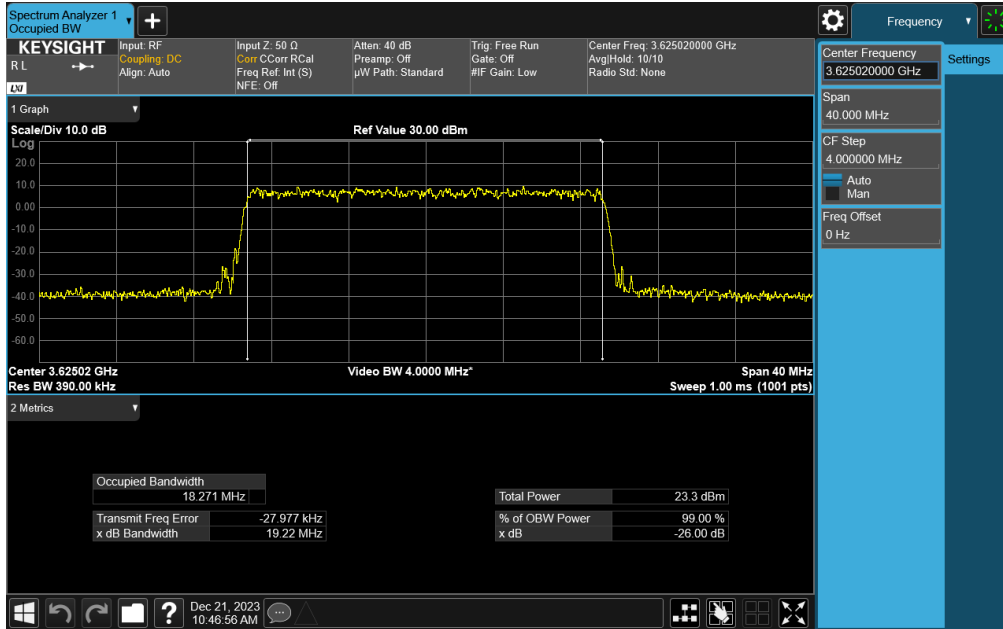 Spectrum Analyzer 1
Occupied BW
+
Frequency
KEYSIGHT
R L
LXI
Input: RF
Coupling: DC
Align: Auto
Input Z: 50 Ω
Corr CCorr RCal
Freq Ref: Int (S)
NFE: Off
Atten: 40 dB
Preamp: Off
µW Path: Standard
Trig: Free Run
Gate: Off
#IF Gain: Low
Center Freq: 3.625020000 GHz
Avg|Hold: 10/10
Radio Std: None
Center Frequency
3.625020000 GHz
Settings
Span
40.000 MHz
CF Step
4.000000 MHz
Auto
Man
Freq Offset
0 Hz
1 Graph
Scale/Div 10.0 dB
Ref Value 30.00 dBm
Log
20.0
10.0
0.00
-10.0
-20.0
-30.0
-40.0
-50.0
-60.0
Center 3.62502 GHz
Video BW 4.0000 MHz*
Span 40 MHz
Res BW 390.00 kHz
Sweep 1.00 ms (1001 pts)
2 Metrics
Occupied Bandwidth
18.271 MHz
Total Power 23.3 dBm
Transmit Freq Error -27.977 kHz
% of OBW Power 99.00 %
x dB Bandwidth 19.22 MHz
x dB -26.00 dB
?
Dec 21, 2023
10:46:56 AM